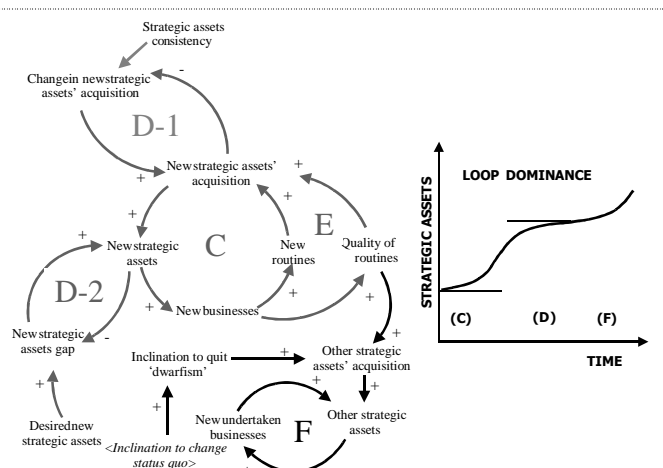 Strategic assets
consistency
-
Changein newstrategic
assets' acquisition
D-1
+
Newstrategic assets'
acquisition
+
+
+
LOOP DOMINANCE
STRATEGIC ASSETS
+
Newstrategic
assets
C
New
routines
E
Quality of
routines
D-2
+
+
+
Newbusinesses
(C)
(D)
(F)
Newstrategic
assets gap
-
+
TIME
Inclination to quit
'dwarfism'
+
Other strategic
assets' acquisition
+
+
+
Desirednew
strategic assets
+
Newundertaken
businesses
F
Other strategic
assets
<Inclination to change
status quo>